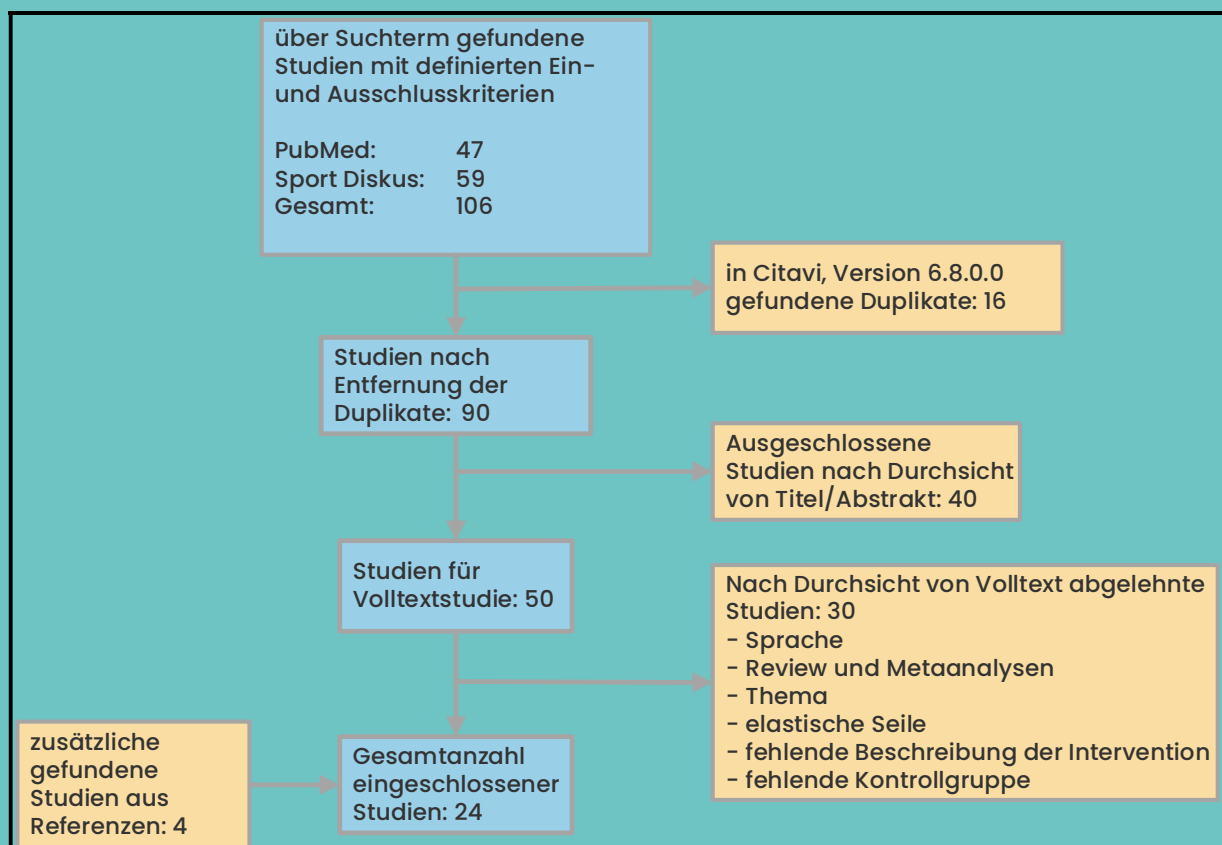 über Suchterm gefundene
Studien mit definierten Ein-
und Ausschlusskriterien
PubMed: 47
Sport Diskus: 59
Gesamt: 106
in Citavi, Version 6.8.0.0
gefundene Duplikate: 16
Studien nach
Entfernung der
Duplikate: 90
Ausgeschlossene
Studien nach Durchsicht
von Titel/Abstrakt: 40
Studien für
Volltextstudie: 50
Nach Durchsicht von Volltext abgelehnte
Studien: 30
- Sprache
- Review und Metaanalysen
- Thema
- elastische Seile
- fehlende Beschreibung der Intervention
- fehlende Kontrollgruppe
zusätzliche
gefundene
Studien aus
Referenzen: 4
Gesamtanzahl
eingeschlossener
Studien: 24